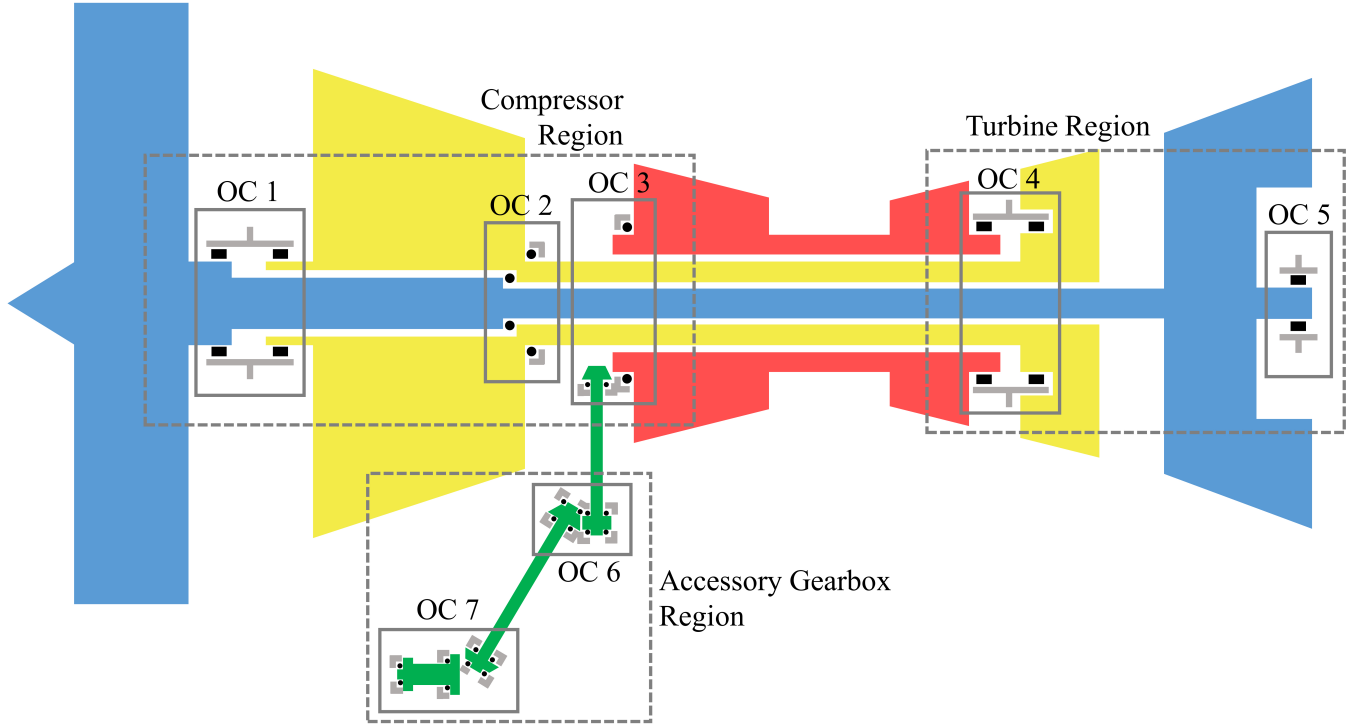 Compressor
Region
Turbine Region
OC 1
OC 2
OC 3
OC 4
OC 5
OC 6
Accessory Gearbox
Region
OC 7